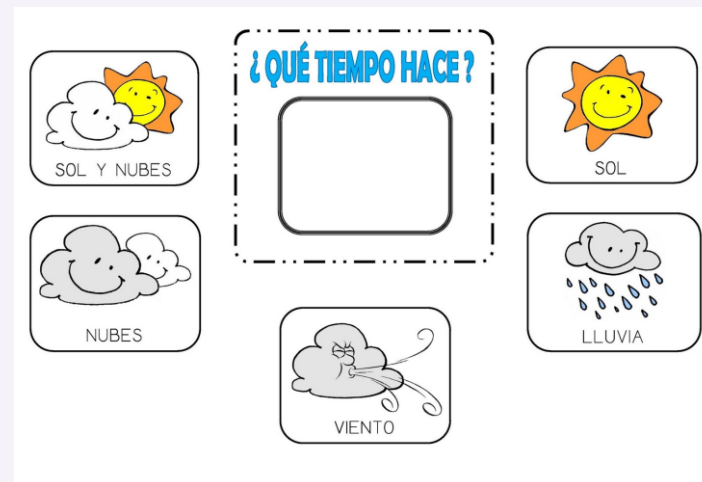 ¿ QUÉ TIEMPO HACE ?
SOL Y NUBES
SOL
NUBES
LLUVIA
VIENTO